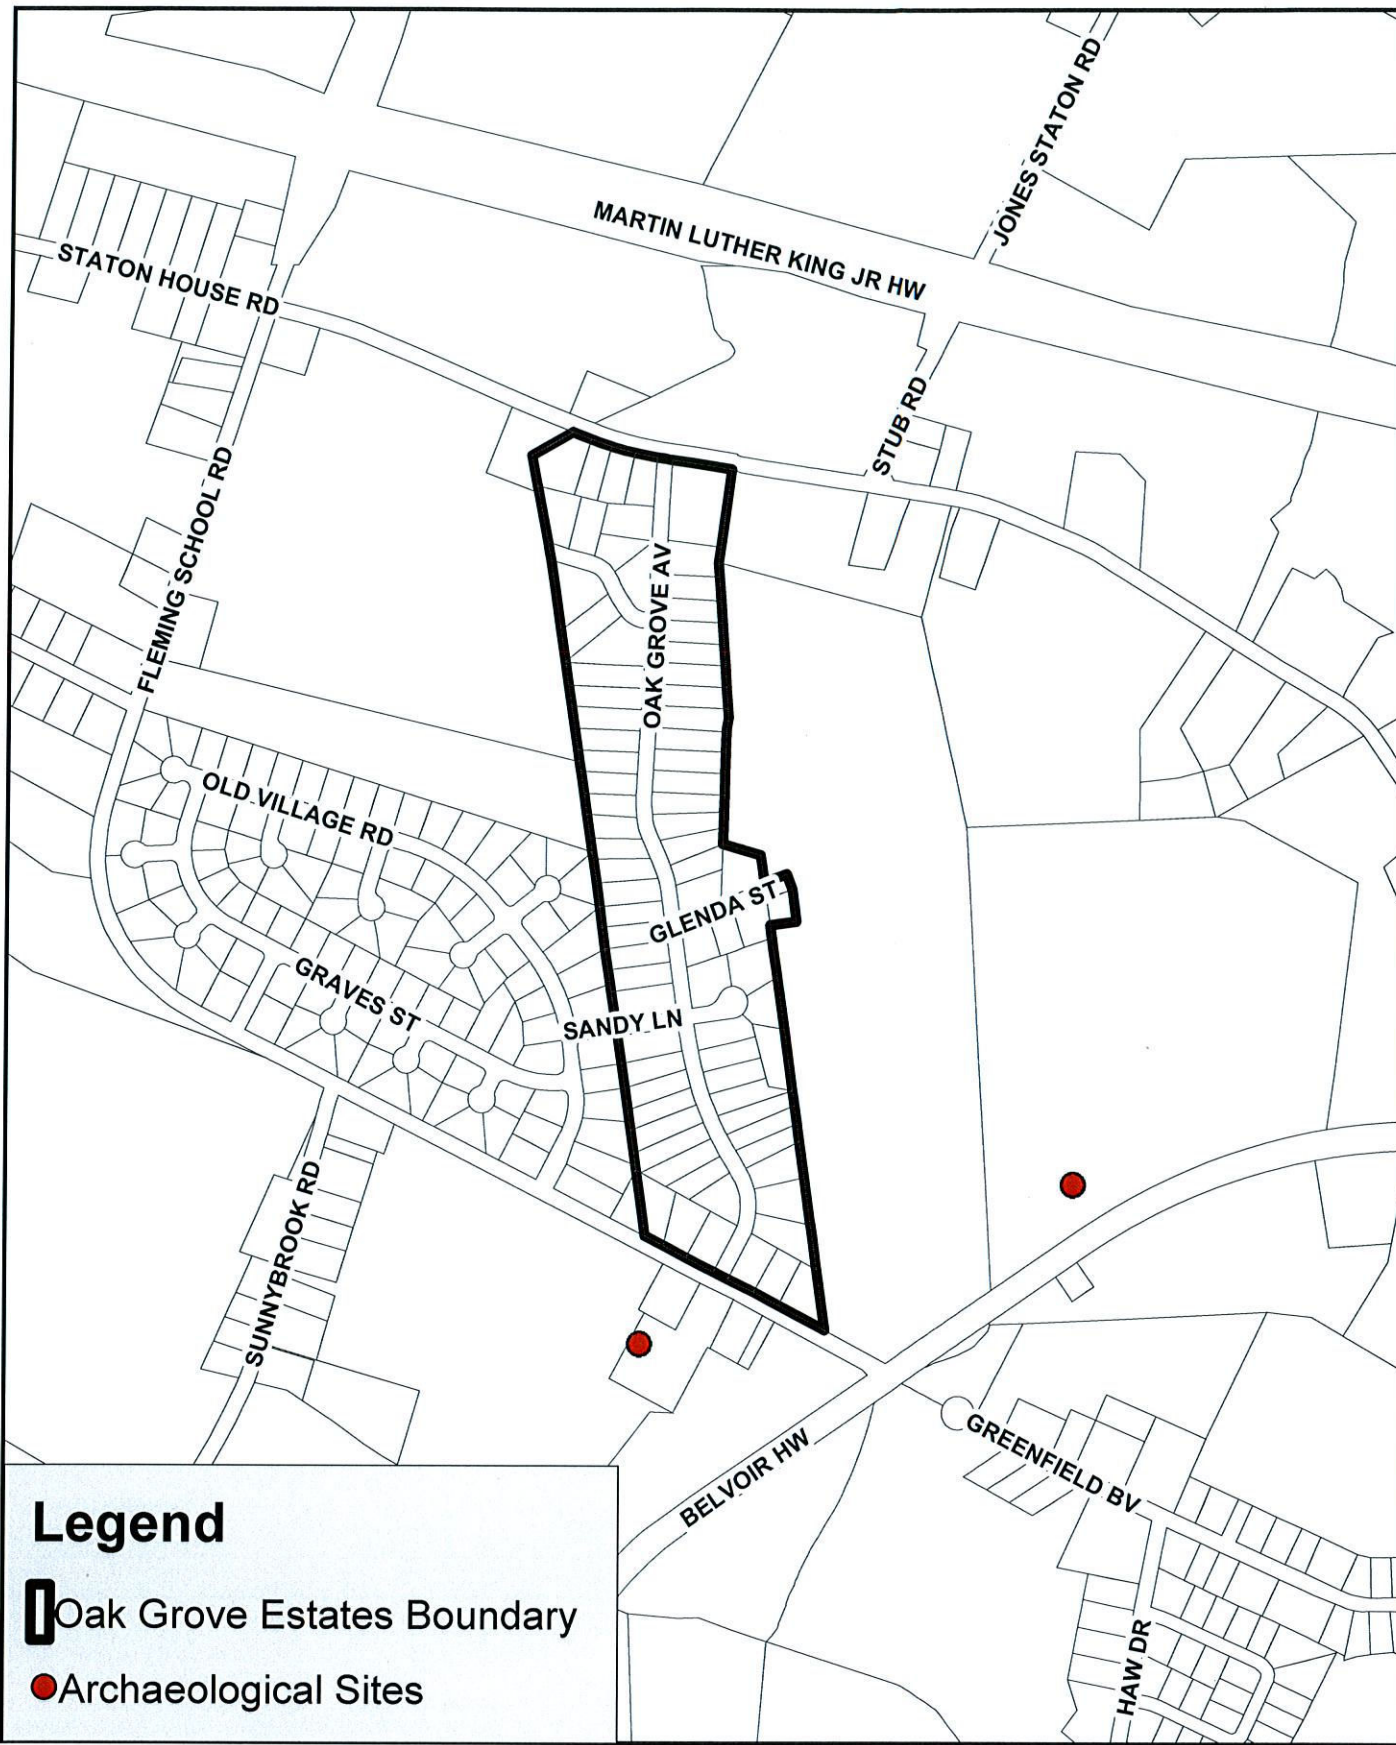 JONES STATON RD
MARTIN LUTHER KING JR HW
STATON HOUSE RD
STUB RD
FLEMING SCHOOL RD
OAK GROVE AV
OLD VILLAGE RD
GLENDA ST
GRAVES ST
SANDY LN
SUNNYBROOK RD
GREENFIELD BV
BELVOIR HW
HAW DR
Legend
Oak Grove Estates Boundary
Archaeological Sites